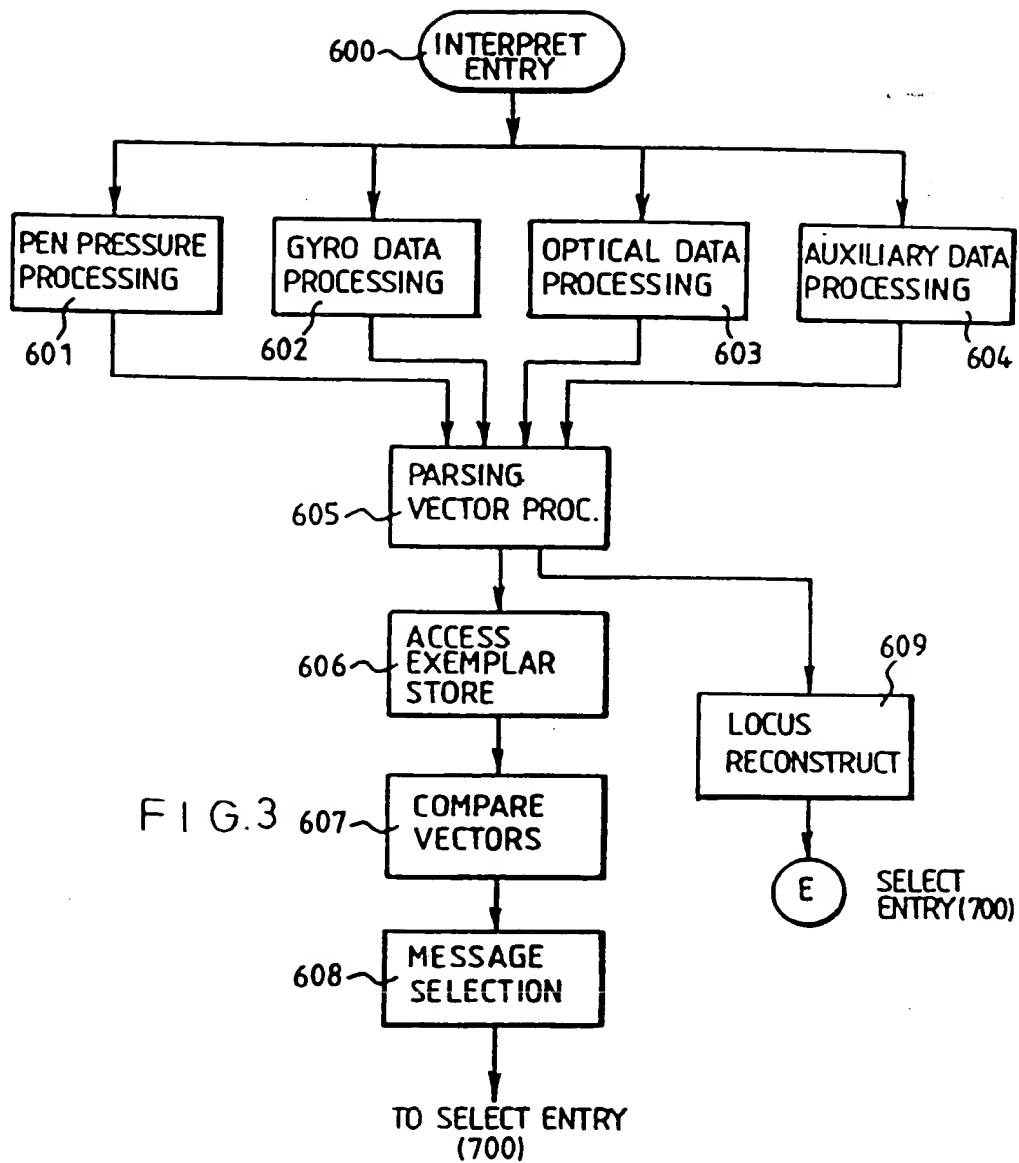 600
INTERPRET
ENTRY
PEN PRESSURE
PROCESSING
601
GYRO DATA
PROCESSING
602
OPTICAL DATA
PROCESSING
603
AUXILIARY DATA
PROCESSING
604
605
PARSING
VECTOR PROC.
606
ACCESS
EXEMPLAR
STORE
609
LOCUS
RECONSTRUCT
FIG.3
607
COMPARE
VECTORS
E
SELECT
ENTRY(700)
608
MESSAGE
SELECTION
TO SELECT ENTRY
(700)